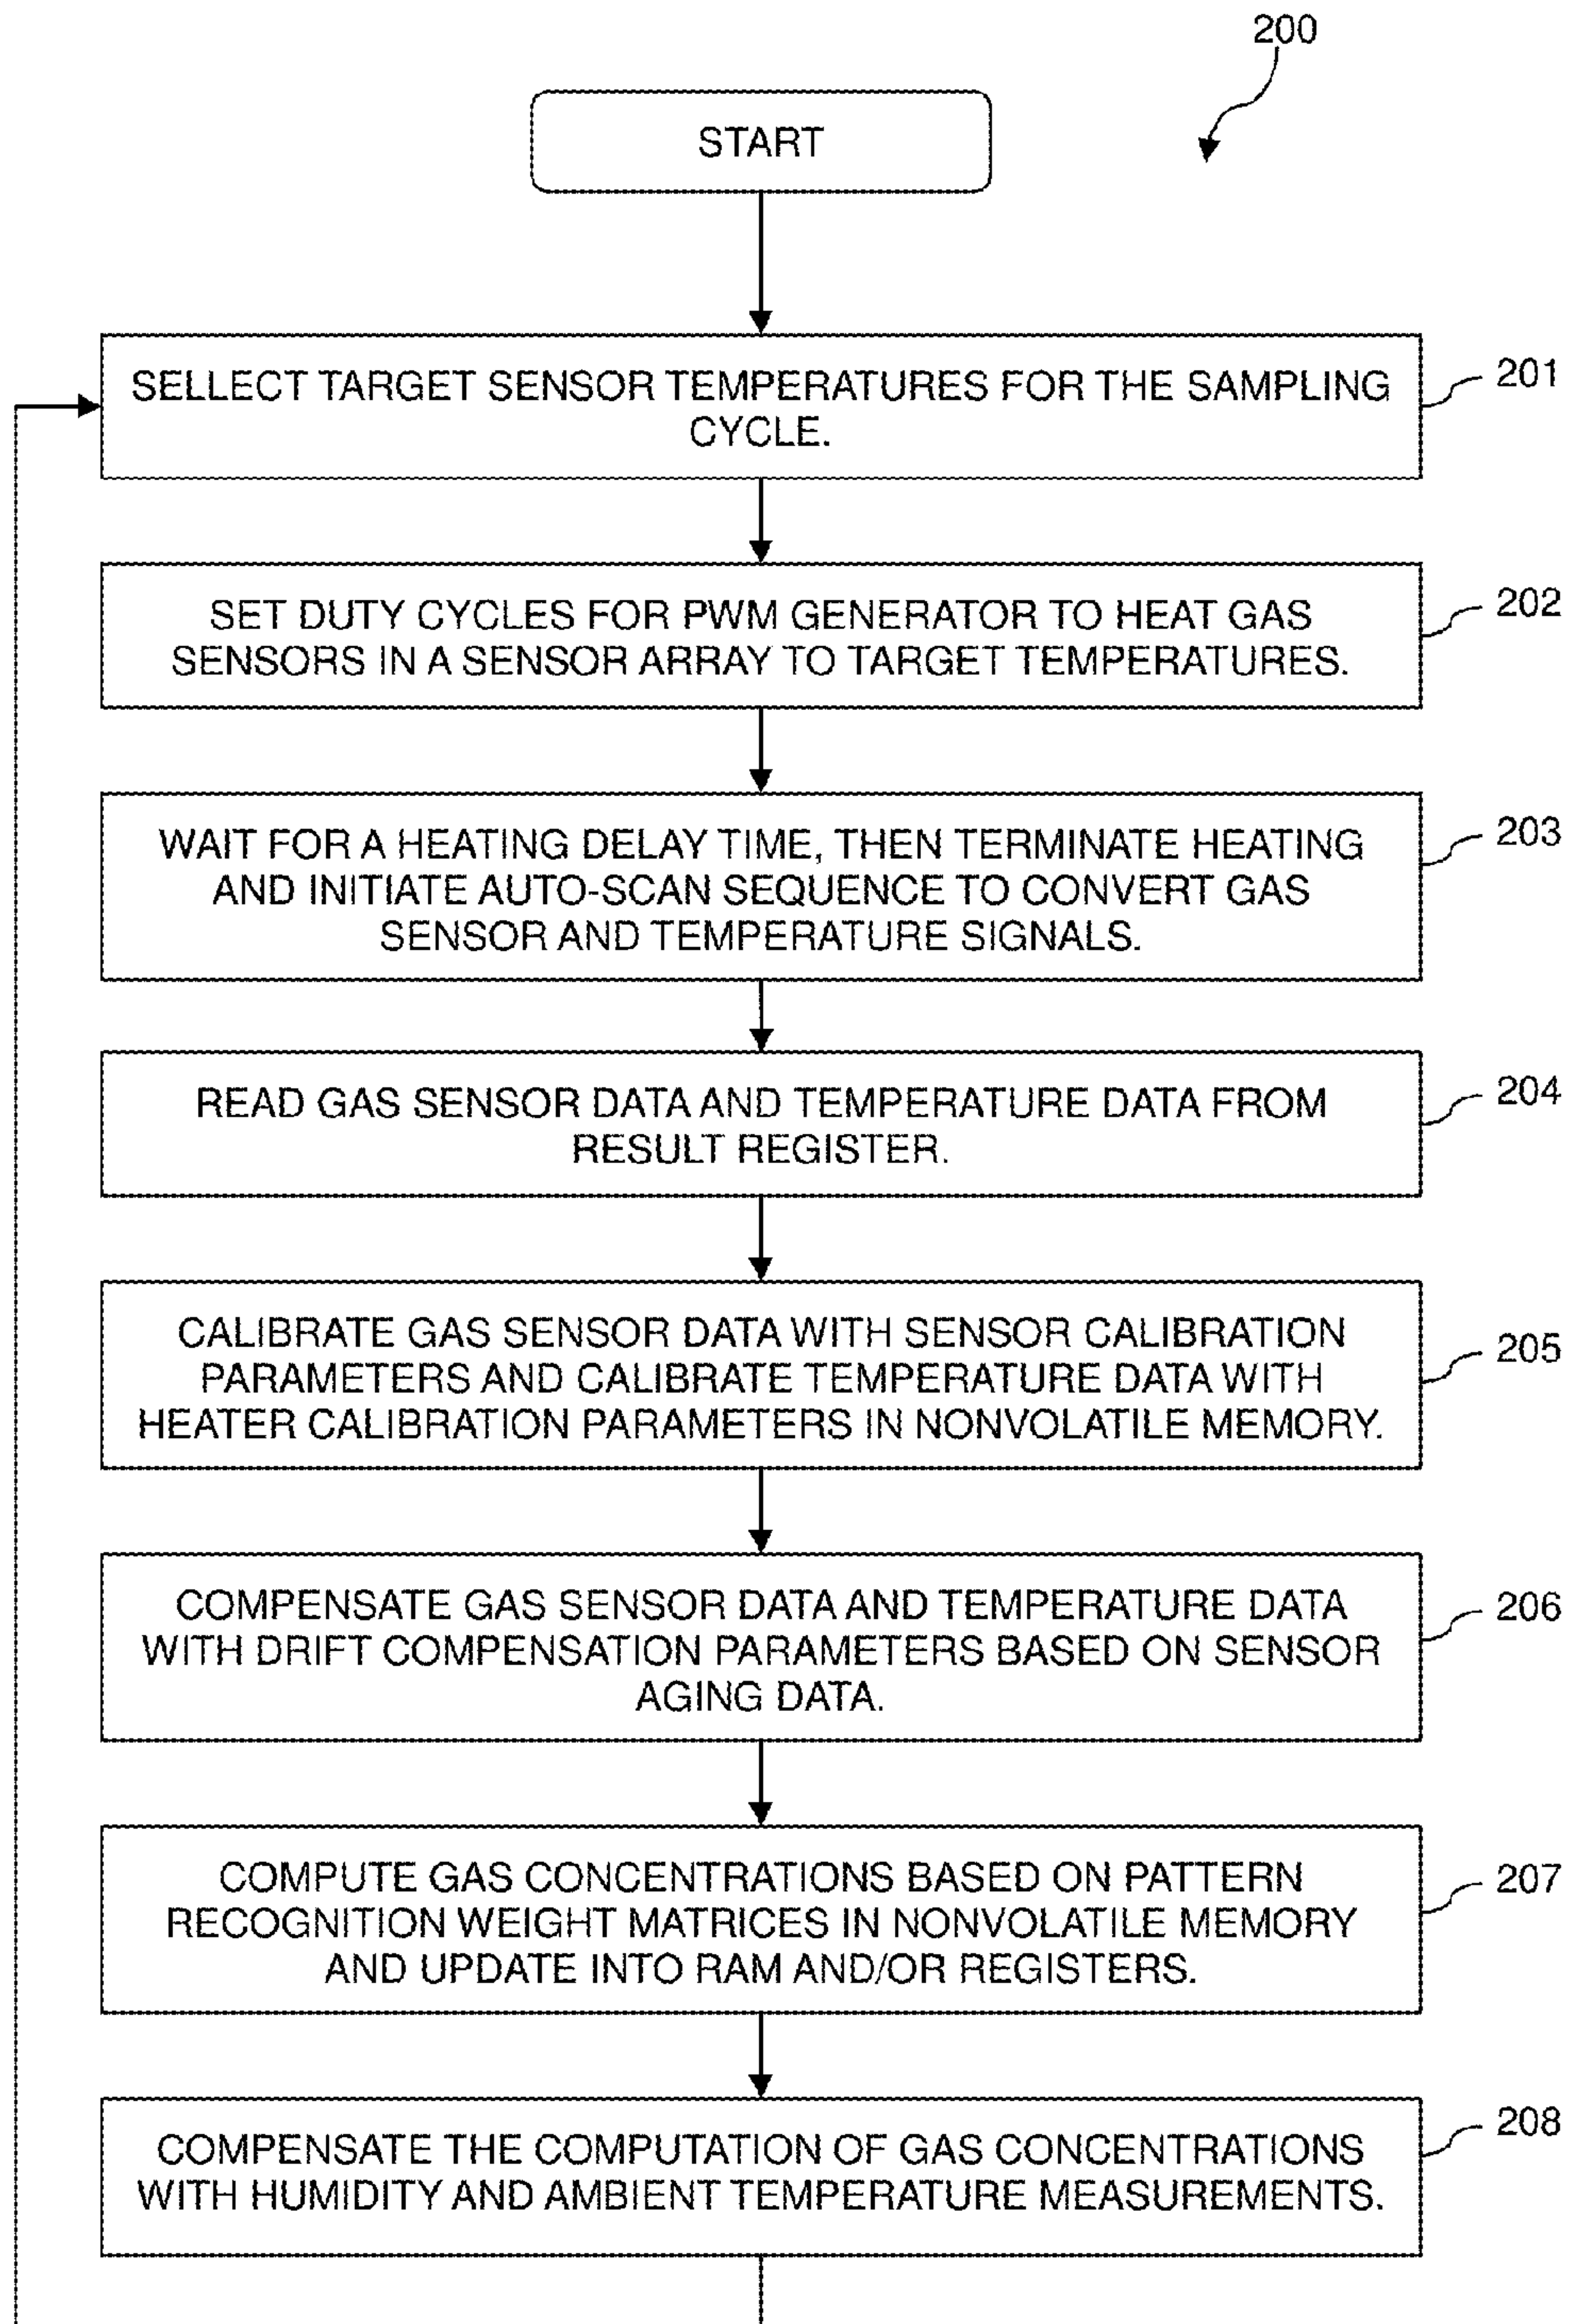 200
START
SELLECT TARGET SENSOR TEMPERATURES FOR THE SAMPLING
CYCLE.
201
SET DUTY CYCLES FOR PWM GENERATOR TO HEAT GAS
SENSORS IN A SENSOR ARRAY TO TARGET TEMPERATURES.
202
WAIT FOR A HEATING DELAY TIME, THEN TERMINATE HEATING
AND INITIATE AUTO-SCAN SEQUENCE TO CONVERT GAS
SENSOR AND TEMPERATURE SIGNALS.
203
READ GAS SENSOR DATA AND TEMPERATURE DATA FROM
RESULT REGISTER.
204
CALIBRATE GAS SENSOR DATA WITH SENSOR CALIBRATION
PARAMETERS AND CALIBRATE TEMPERATURE DATA WITH
HEATER CALIBRATION PARAMETERS IN NONVOLATILE MEMORY.
205
COMPENSATE GAS SENSOR DATA AND TEMPERATURE DATA
WITH DRIFT COMPENSATION PARAMETERS BASED ON SENSOR
AGING DATA.
206
COMPUTE GAS CONCENTRATIONS BASED ON PATTERN
RECOGNITION WEIGHT MATRICES IN NONVOLATILE MEMORY
AND UPDATE INTO RAM AND/OR REGISTERS.
207
COMPENSATE THE COMPUTATION OF GAS CONCENTRATIONS
WITH HUMIDITY AND AMBIENT TEMPERATURE MEASUREMENTS.
208